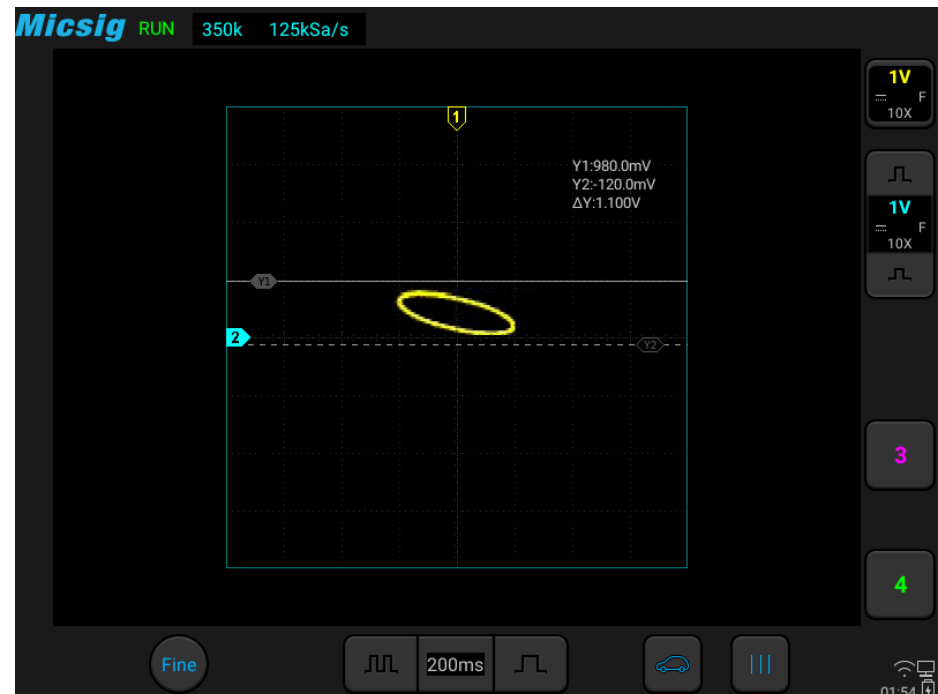 Micsig RUN 350k 125kSa/s
1V
F
10X
1
Y1:980.0mV
Y2:-120.0mV
ΔY:1.100V
1V
F
10X
Y1
2
Y2
3
4
Fine
200ms
01:54